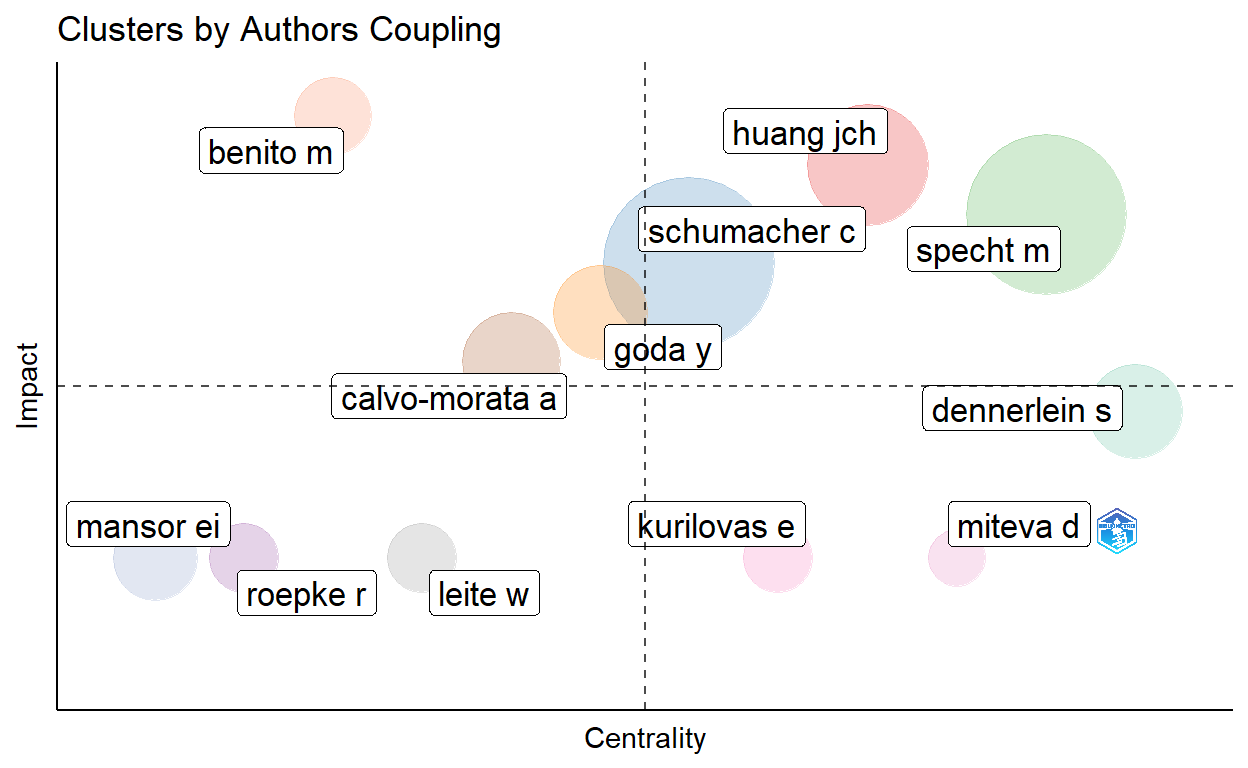 Clusters by Authors Coupling
benito m
huang jch
schumacher c
specht m
goda y
calvo-morata a
dennerlein s
mansor ei
kurilovas e
miteva d
roepke r
leite w
Impact
Centrality